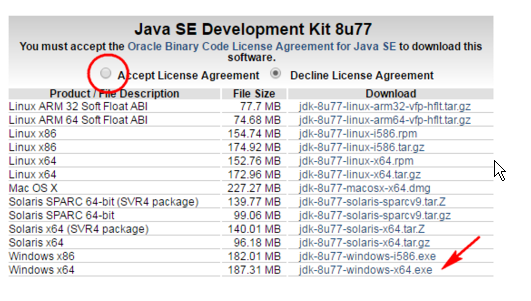 Java SE Development Kit 8u77
You must accept the Oracle Binary Code License Agreement for Java SE to download this
software.
Accept License Agreement Decline License Agreement
Product / File Description File Size Download
Linux ARM 32 Soft Float ABI 77.7 MB jdk-8u77-linux-arm32-vfp-hflt.tar.gz
Linux ARM 64 Soft Float ABI 74.68 MB jdk-8u77-linux-arm64-vfp-hflt.tar.gz
Linux x86 154.74 MB jdk-8u77-linux-i586.rpm
Linux x86 174.92 MB jdk-8u77-linux-i586.tar.gz
Linux x64 152.76 MB jdk-8u77-linux-x64.rpm
Linux x64 172.96 MB jdk-8u77-linux-x64.tar.gz
Mac OS X 227.27 MB jdk-8u77-macosx-x64.dmg
Solaris SPARC 64-bit (SVR4 package) 139.77 MB jdk-8u77-solaris-sparcv9.tar.Z
Solaris SPARC 64-bit 99.06 MB jdk-8u77-solaris-sparcv9.tar.gz
Solaris x64 (SVR4 package) 140.01 MB jdk-8u77-solaris-x64.tar.Z
Solaris x64 96.18 MB jdk-8u77-solaris-x64.tar.gz
Windows x86 182.01 MB jdk-8u77-windows-i586.exe
Windows x64 187.31 MB jdk-8u77-windows-x64.exe